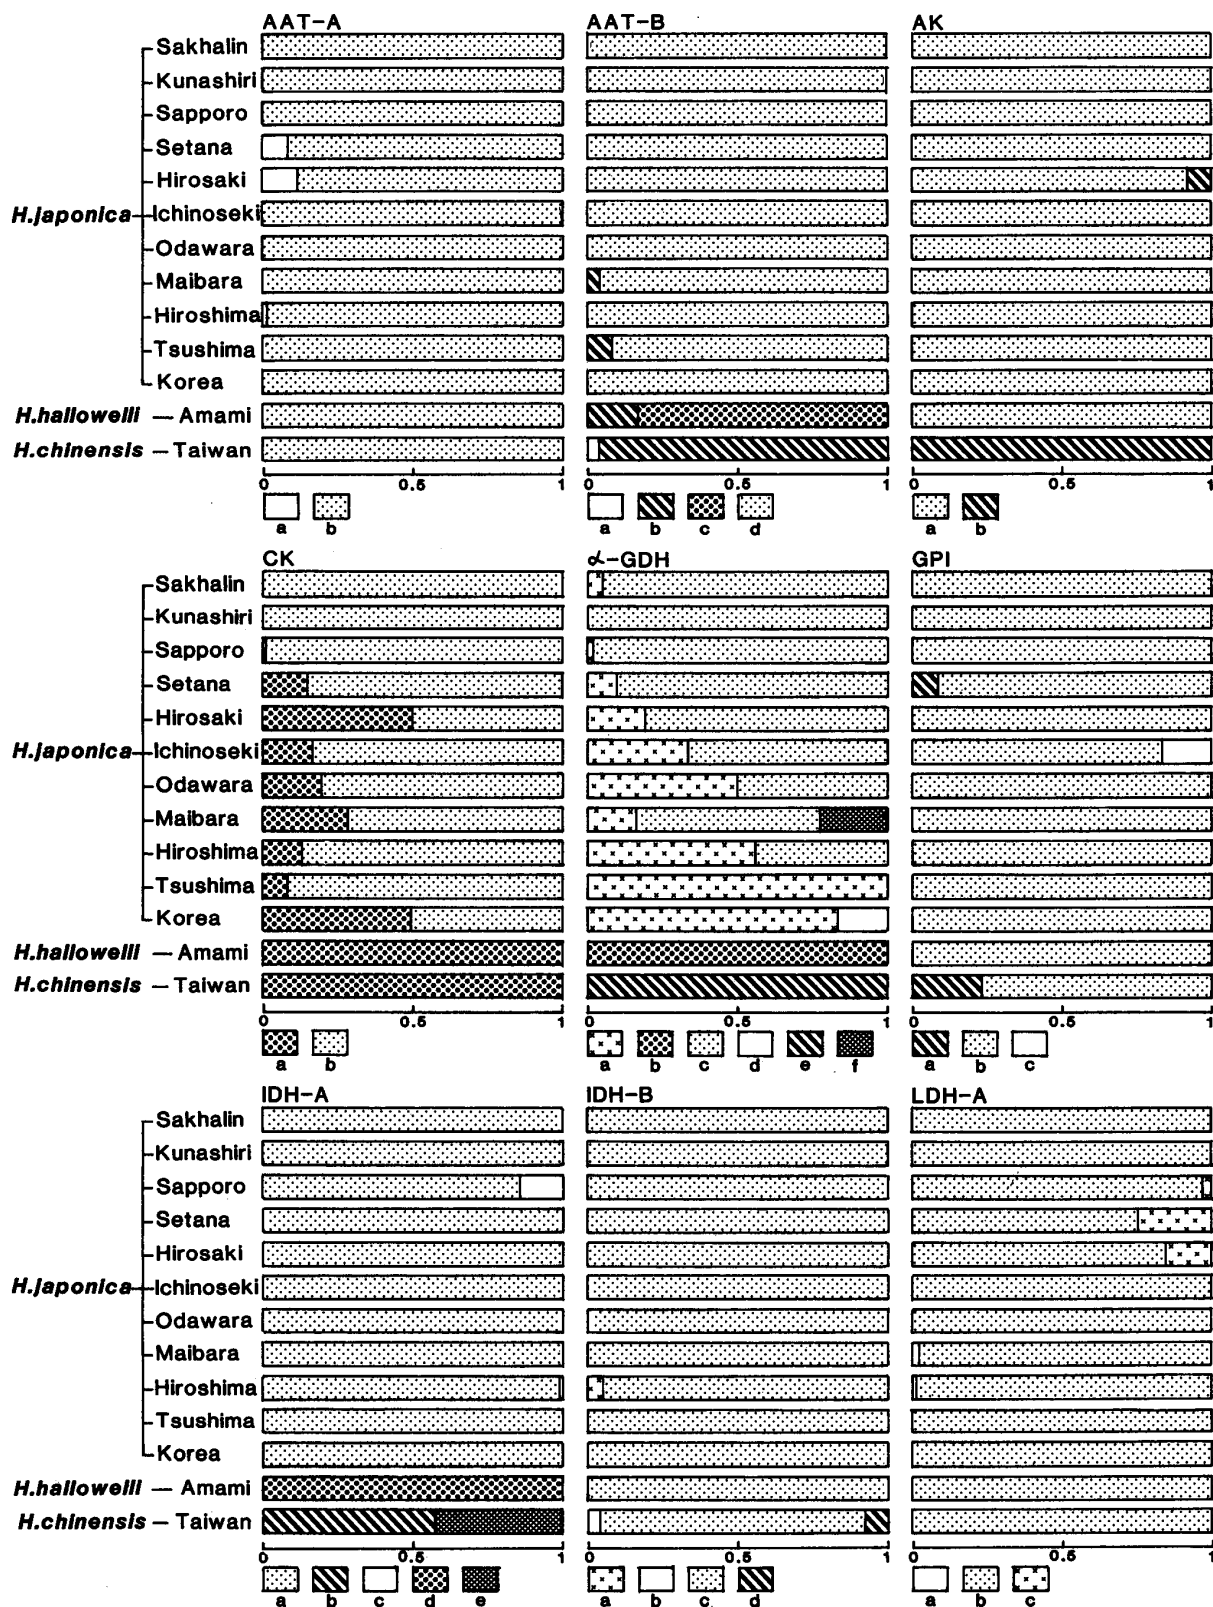 AAT-A AAT-B AK
Sakhalin
Kunashiri
Sapporo
Setana
Hirosaki
H.japonica Ichinoseki
Odawara
Maibara
Hiroshima
Tsushima
Korea
H.hallowelli — Amami
H.chinensis — Taiwan
0 0.5 1 0 0.5 1 0 0.5 1
a b a b c d a b
CK α-GDH GPI
Sakhalin
Kunashiri
Sapporo
Setana
Hirosaki
H.japonica Ichinoseki
Odawara
Maibara
Hiroshima
Tsushima
Korea
H.hallowelli — Amami
H.chinensis — Taiwan
0 0.5 1 0 0.5 1 0 0.5 1
a b a b c d e f a b c
IDH-A IDH-B LDH-A
Sakhalin
Kunashiri
Sapporo
Setana
Hirosaki
H.japonica Ichinoseki
Odawara
Maibara
Hiroshima
Tsushima
Korea
H.hallowelli — Amami
H.chinensis — Taiwan
0 0.5 1 0 0.5 1 0 0.5 1
a b c d e a b c d a b c